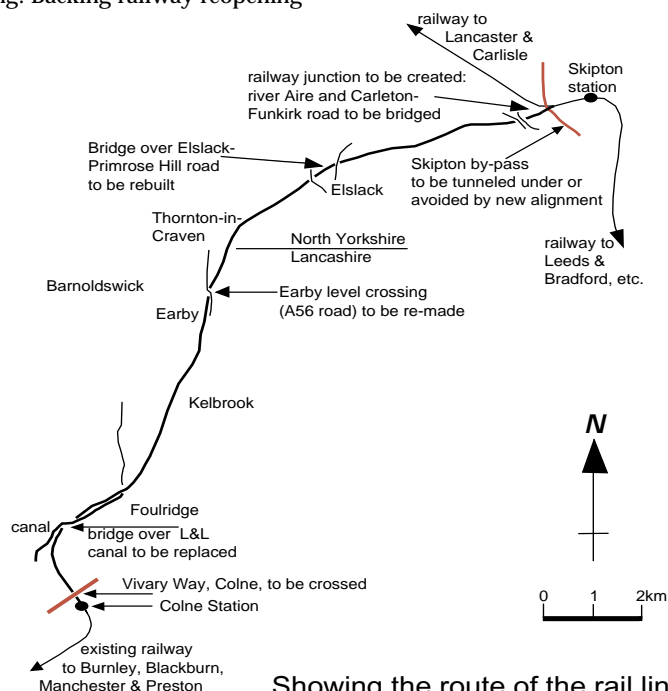 railway reopening
railway to
Lancaster &
Carlisle
Skipton
station
railway junction to be created:
river Aire and Carleton-
Funkirk road to be bridged
Bridge over Elslack-
Primrose Hill road
to be rebuilt
Elslack
Skipton by-pass
to be tunneled under or
avoided by new alignment
Thornton-in-
Craven
North Yorkshire
Lancashire
railway to
Leeds &
Bradford, etc.
Barnoldswick
Earby level crossing
(A56 road) to be re-made
Earby
Kelbrook
N
Foulridge
canal
bridge over L&L
canal to be replaced
Vivary Way, Colne, to be crossed
0 1 2km
Colne Station
existing railway
to Burnley, Blackburn,
Manchester & Preston
Showing the route of the rail lin